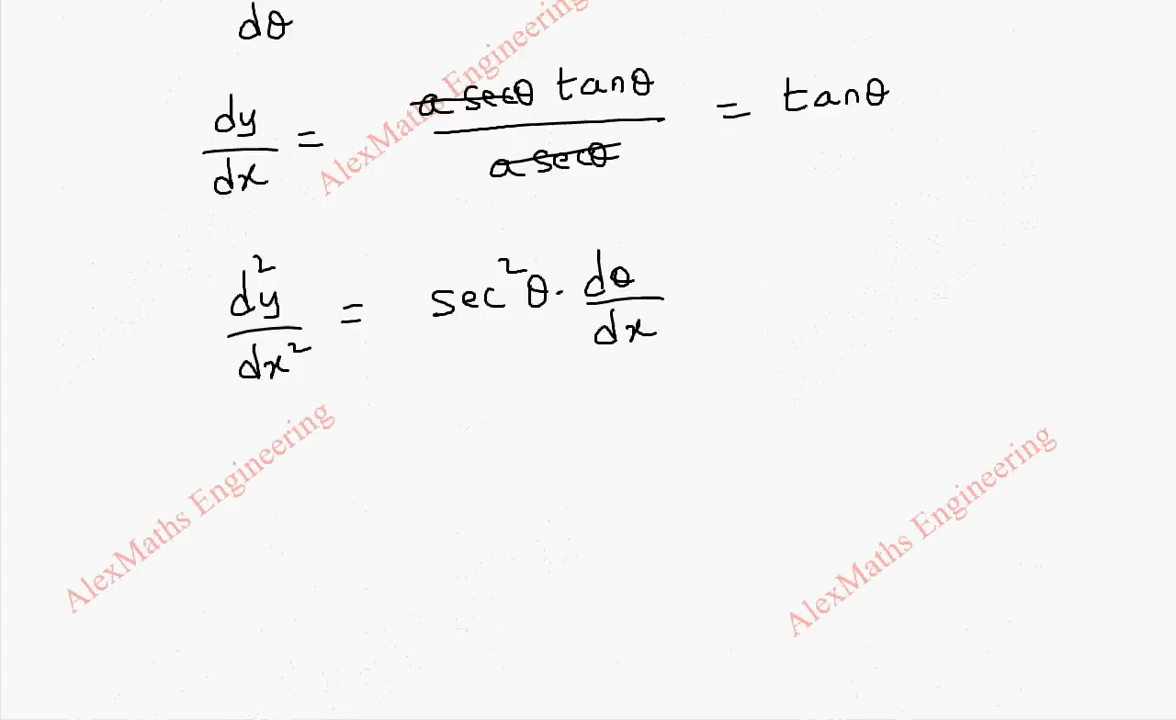 dθ
dy/dx = a secθ tanθ / a secθ = tanθ
d²y/dx² = sec²θ · dθ/dx
AlexMaths Engineering
AlexMaths Engineering
AlexMaths Engineering